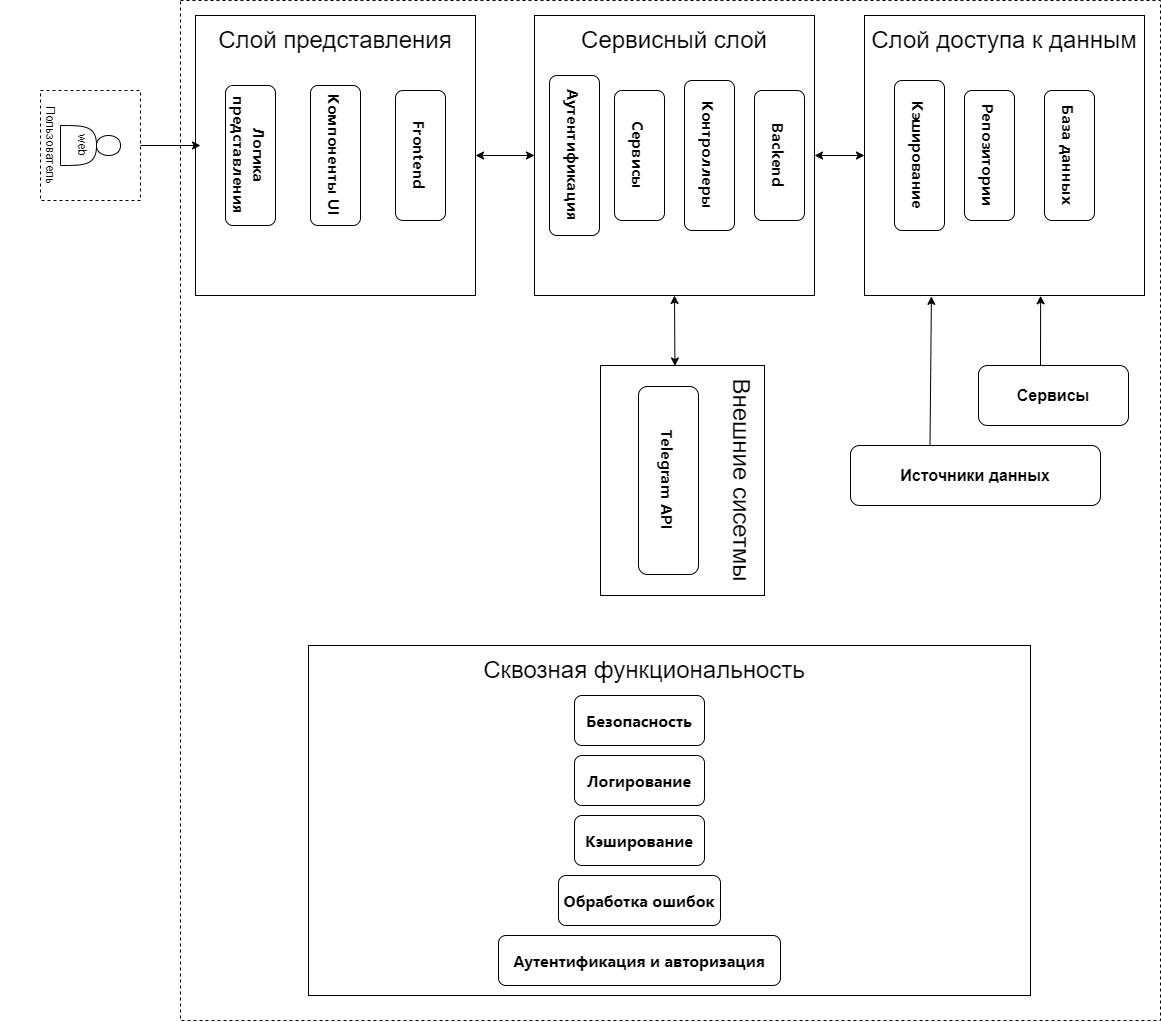 Пользователь
web
Слой представления
Логика
представления
Компоненты UI
Frontend
Сервисный слой
Аутентификация
Сервисы
Контроллеры
Backend
Слой доступа к данным
Кэширование
Репозитории
База данных
Внешние сисетмы
Telegram API
Сервисы
Источники данных
Сквозная функциональность
Безопасность
Логирование
Кэширование
Обработка ошибок
Аутентификация и авторизация